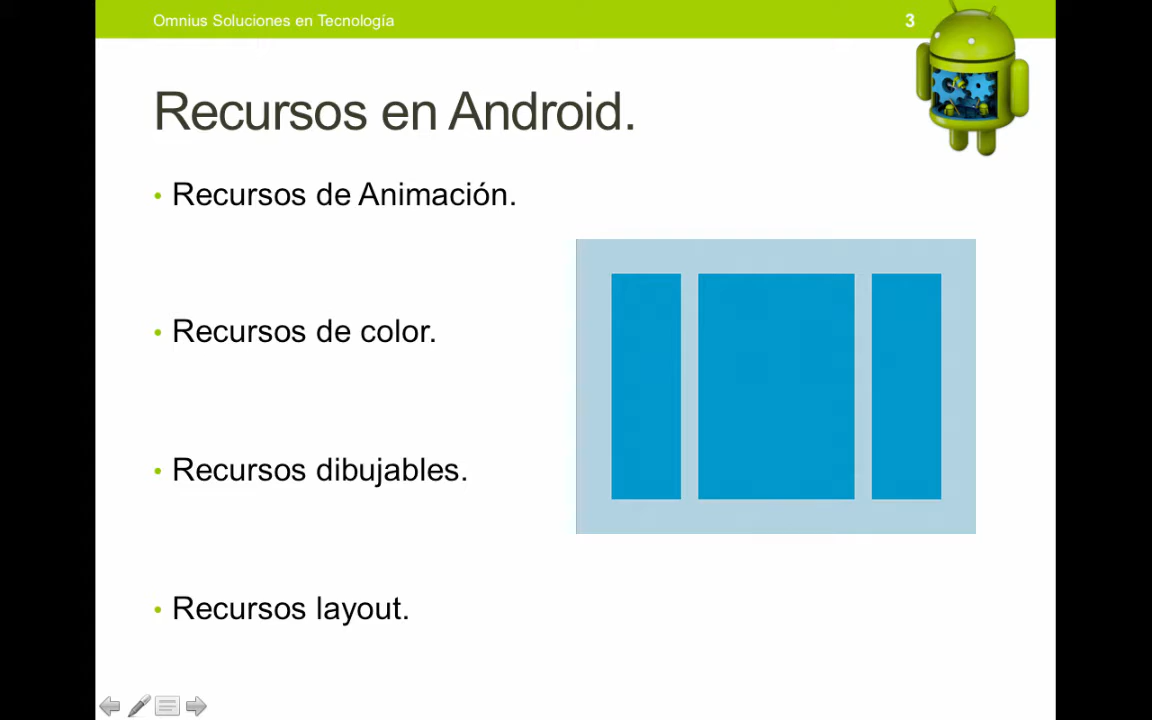 Omnius Soluciones en Tecnología
3
Recursos en Android.
• Recursos de Animación.
• Recursos de color.
• Recursos dibujables.
• Recursos layout.